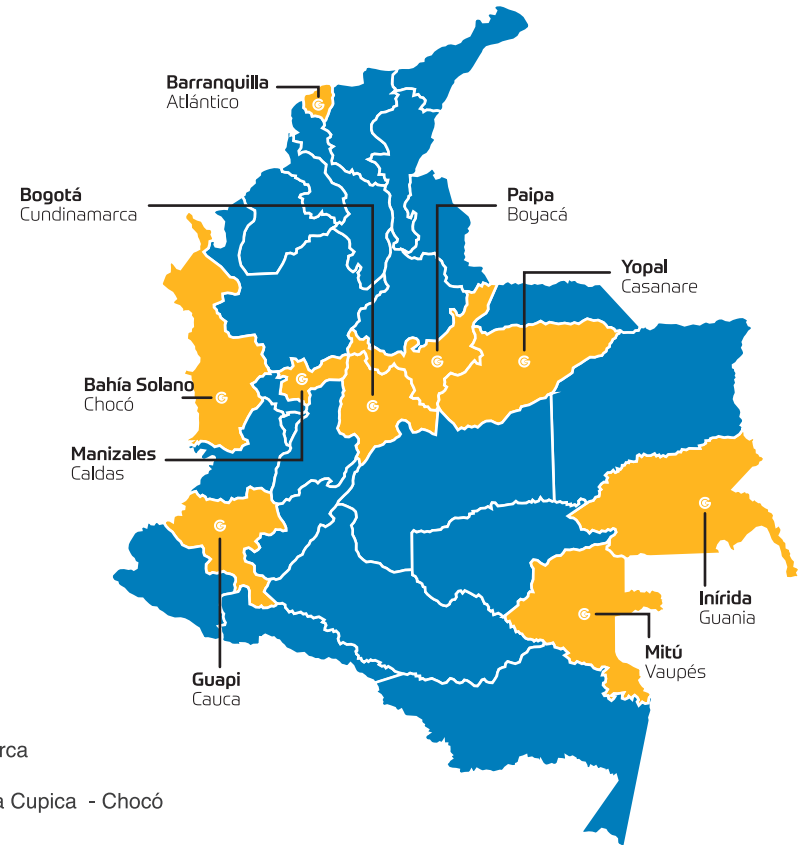 Barranquilla
Atlántico
Bogotá
Cundinamarca
Paipa
Boyacá
Yopal
Casanare
Bahía Solano
Chocó
Manizales
Caldas
Inírida
Guania
Mitú
Vaupés
Guapi
Cauca
rca
a Cupica - Chocó